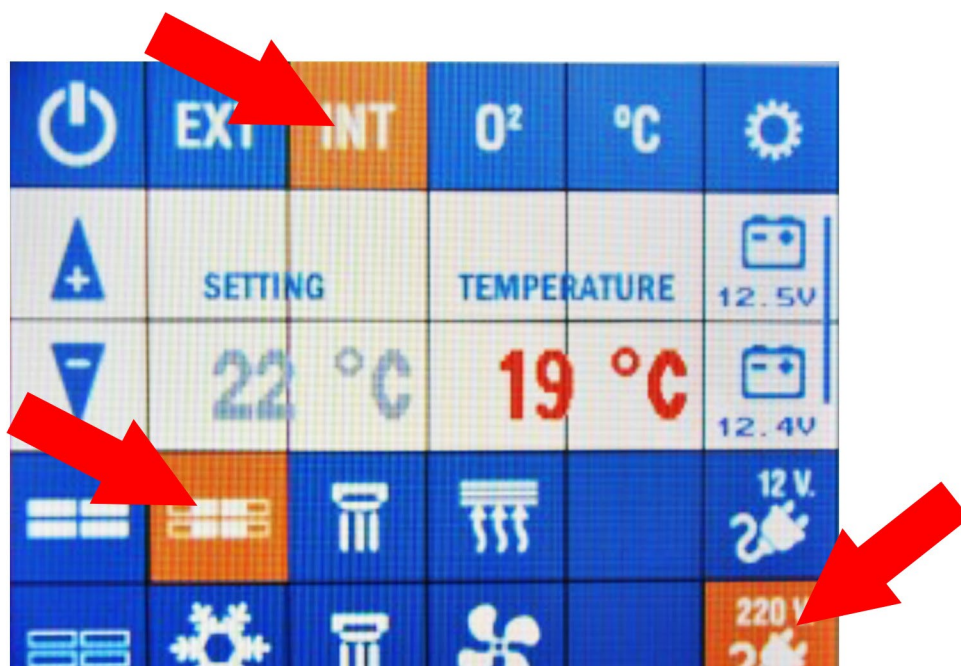 EXT INT O² °C
SETTING TEMPERATURE 12.5V
22 °C 19 °C 12.4V
12 V.
220 V.